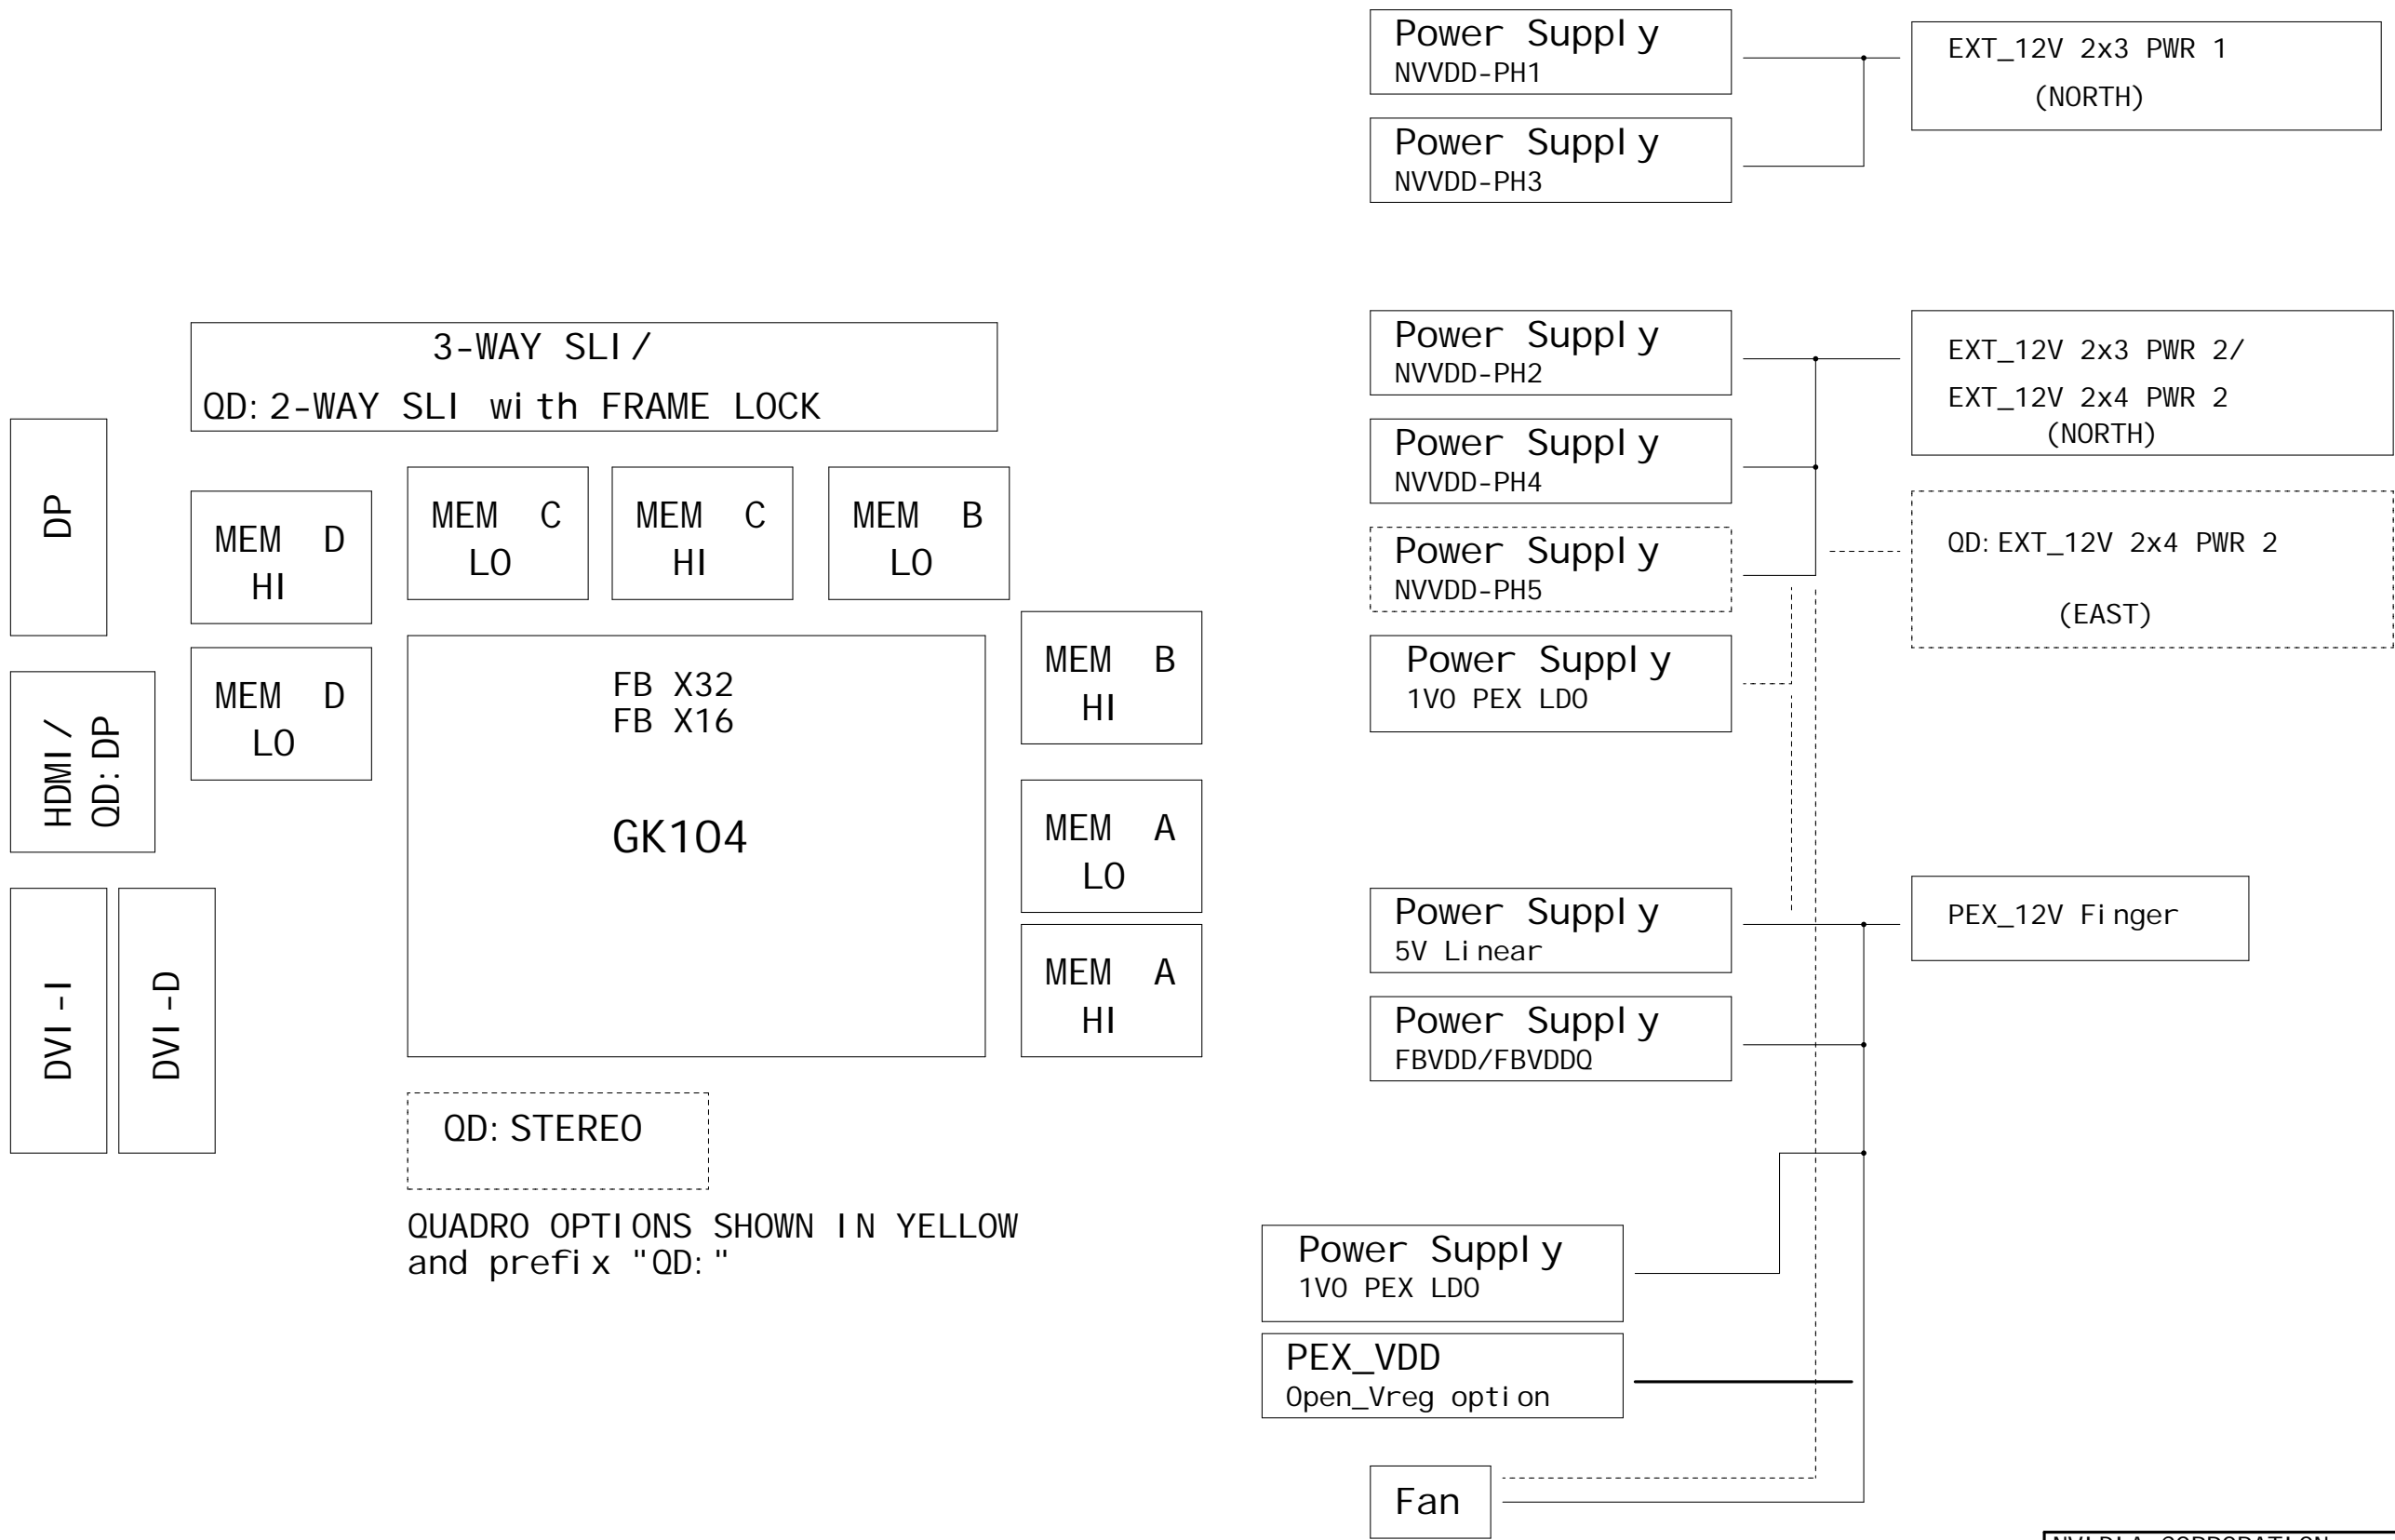 Power Supply
NVVDD-PH1
EXT_12V 2x3 PWR 1
(NORTH)
Power Supply
NVVDD-PH3
3-WAY SLI/
QD:2-WAY SLI with FRAME LOCK
Power Supply
NVVDD-PH2
EXT_12V 2x3 PWR 2/
EXT_12V 2x4 PWR 2
(NORTH)
Power Supply
NVVDD-PH4
DP
MEM D
HI
MEM C
LO
MEM C
HI
MEM B
LO
Power Supply
NVVDD-PH5
QD:EXT_12V 2x4 PWR 2
(EAST)
MEM D
LO
FB X32
FB X16
GK104
MEM B
HI
Power Supply
1V0 PEX LDO
HDMI/
QD:DP
MEM A
LO
MEM A
HI
Power Supply
5V Linear
PEX_12V Finger
DVI-I
DVI-D
Power Supply
FBVDD/FBVDDQ
QD:STEREO
QUADRO OPTIONS SHOWN IN YELLOW
and prefix "QD:"
Power Supply
1V0 PEX LDO
PEX_VDD
Open_Vreg option
Fan
NVIDIA CORPORATION